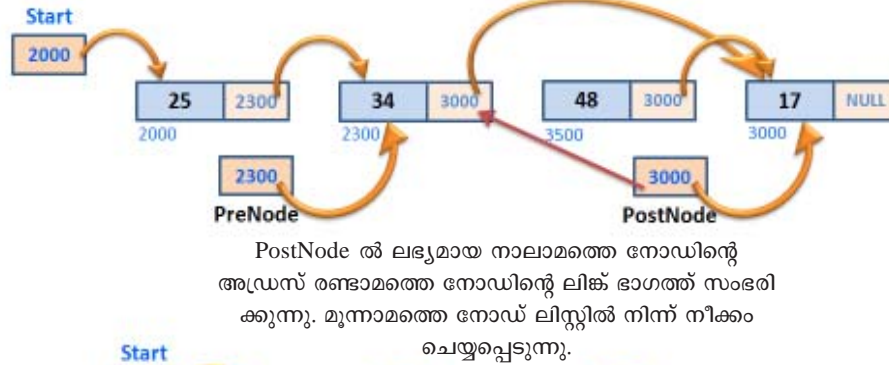 Start
2000
25 2300 34 3000 48 3000 17 NULL
2000 2300 3500 3000
2300 3000
PreNode PostNode
PostNode ൽ ലഭ്യമായ നാലാമത്തെ നോഡിന്റെ
അഡ്രസ് രണ്ടാമത്തെ നോഡിന്റെ ലിങ്ക് ഭാഗത്ത് സംഭരി
ക്കുന്നു. മൂന്നാമത്തെ നോഡ് ലിസ്റ്റിൽ നിന്ന് നീക്കം
ചെയ്യപ്പെടുന്നു.
Start